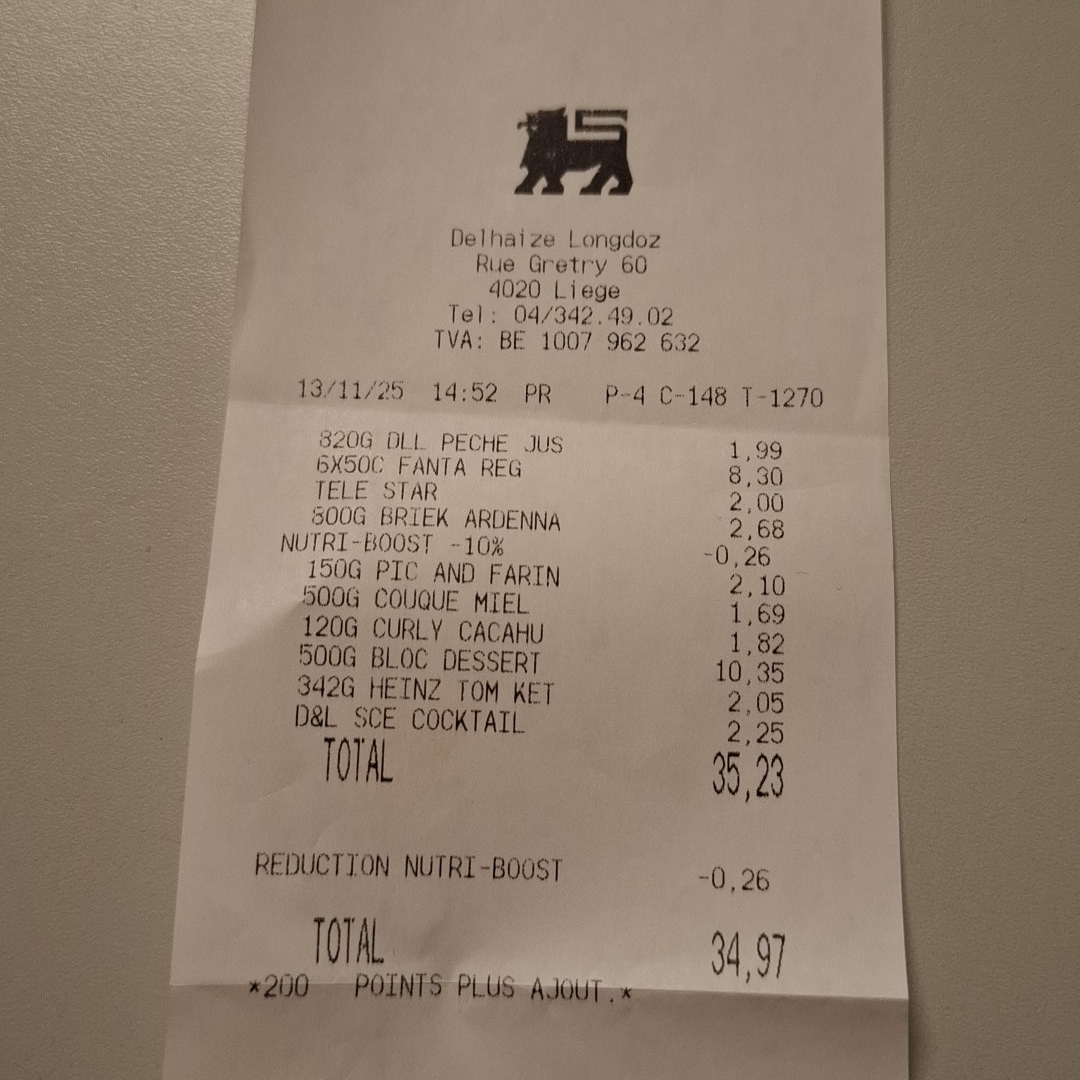 Delhaize Longdoz
Rue Gretry 60
4020 Liege
Tel: 04/342.49.02
TVA: BE 1007 962 632
13/11/25 14:52 PR P-4 C-148 T-1270
820G DLL PECHE JUS 1,99
6X50C FANTA REG 8,30
TELE STAR 2,00
800G BRIEK ARDENNA 2,68
NUTRI-BOOST -10% -0,26
150G PIC AND FARIN 2,10
500G COUQUE MIEL 1,69
120G CURLY CACAHU 1,82
500G BLOC DESSERT 10,35
342G HEINZ TOM KET 2,05
D&L SCE COCKTAIL 2,25
TOTAL 35,23
REDUCTION NUTRI-BOOST -0,26
TOTAL 34,97
*200 POINTS PLUS AJOUT.*